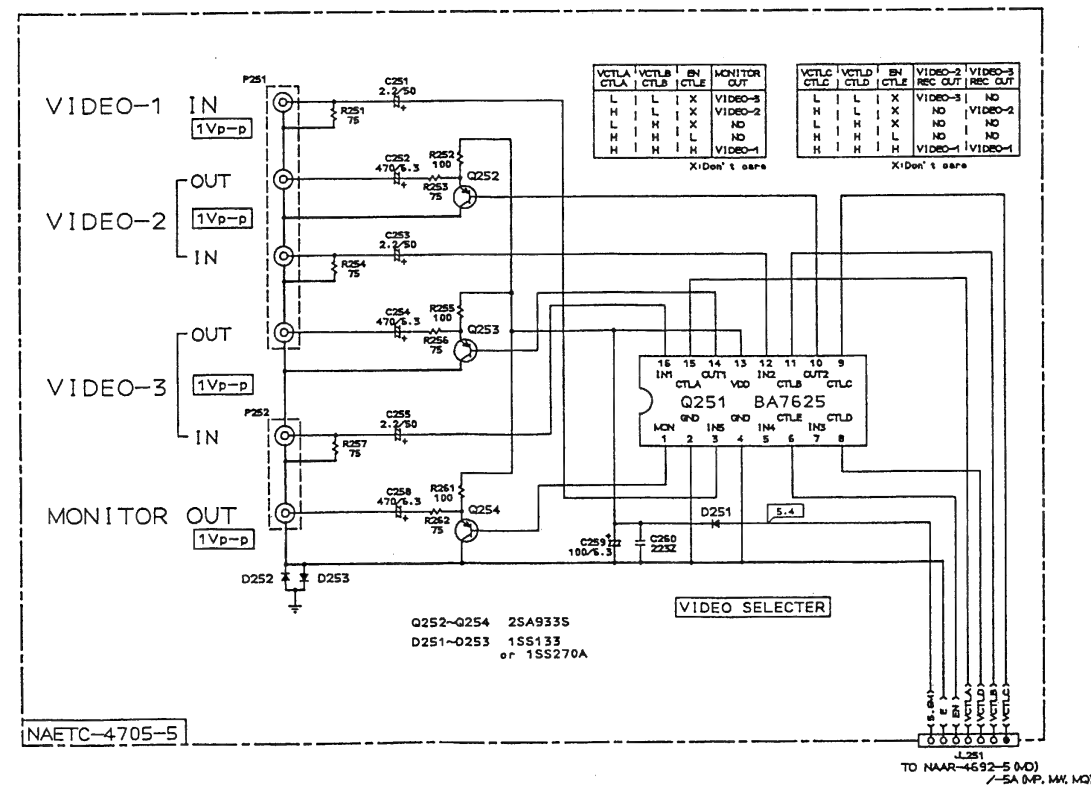 P251
VIDEO-1 IN
1Vp-p
C251
2.2/50
R251
75
VCTLA VCTLB EN MONITOR
CTLA CTLB CTLE OUT
L L X VIDEO-3
H L X VIDEO-2
L H X NO
H H L NO
H H H VIDEO-1
X:Don't care
VCTLC VCTLD EN VIDEO-2 VIDEO-3
CTLC CTLD CTLE REC OUT REC OUT
L L X VIDEO-3 NO
H L X NO VIDEO-2
L H X NO NO
H H L NO NO
H H H VIDEO-1 VIDEO-1
X:Don't care
OUT
VIDEO-2
1Vp-p
IN
C252
470/6.3
R252
100
R253
75
Q252
C253
2.2/50
R254
75
OUT
VIDEO-3
1Vp-p
IN
C254
470/6.3
R255
100
R256
75
Q253
16 15 14 13 12 11 10 9
IN1 OUT1 IN2 OUT2
CTLA VDD CTLB CTLC
Q251 BA7625
GND GND CTLE CTLD
MON IN5 IN4 IN3
1 2 3 4 5 6 7 8
P252
C255
2.2/50
R257
75
MONITOR OUT
1Vp-p
C258
470/6.3
R261
100
R262
75
Q254
D251
5.4
C259
100/6.3
C260
223Z
D252 D253
VIDEO SELECTER
Q252~Q254 2SA933S
D251~D253 1SS133
or 1SS270A
5.6M
E
EN
VCTLA
VCTLD
VCTLB
VCTLC
NAETC-4705-5
JL251
TO NAAR-4692-5(MD)
/-5A(MP, MW, MQ)